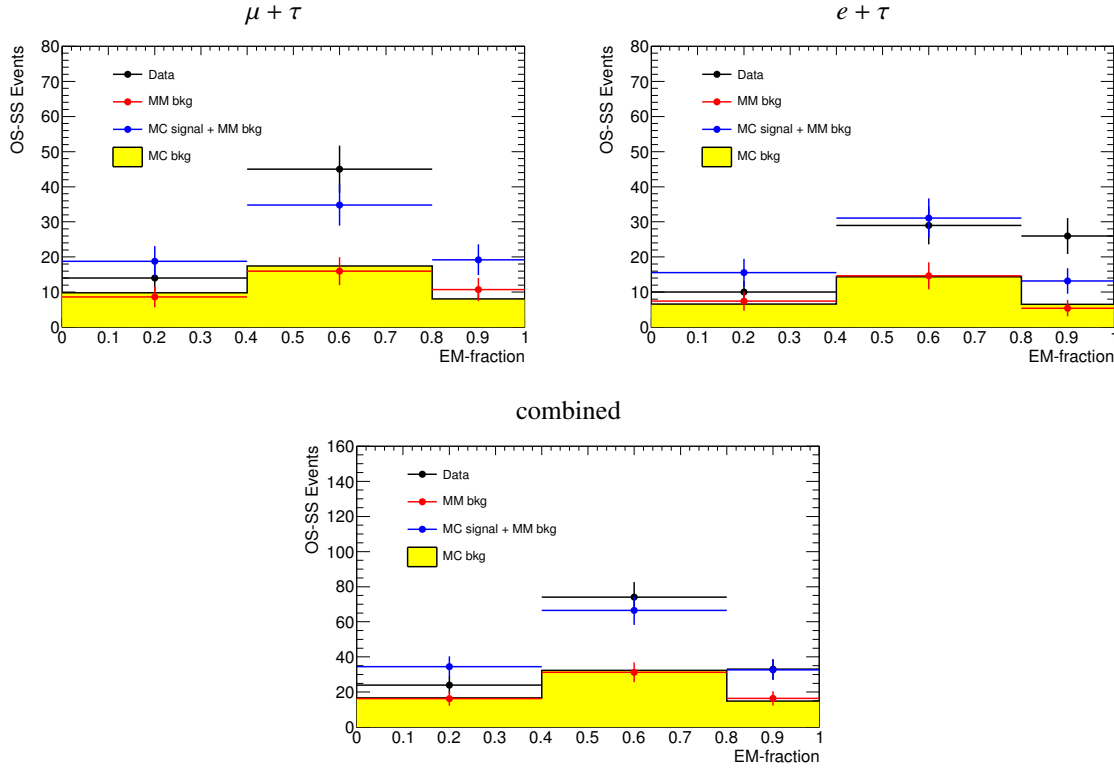 μ + τ
OS-SS Events
80
70
60
50
40
30
20
10
0
Data
MM bkg
MC signal + MM bkg
MC bkg
0 0.1 0.2 0.3 0.4 0.5 0.6 0.7 0.8 0.9 1
EM-fraction
e + τ
OS-SS Events
80
70
60
50
40
30
20
10
0
Data
MM bkg
MC signal + MM bkg
MC bkg
0 0.1 0.2 0.3 0.4 0.5 0.6 0.7 0.8 0.9 1
EM-fraction
combined
OS-SS Events
160
140
120
100
80
60
40
20
0
Data
MM bkg
MC signal + MM bkg
MC bkg
0 0.1 0.2 0.3 0.4 0.5 0.6 0.7 0.8 0.9 1
EM-fraction